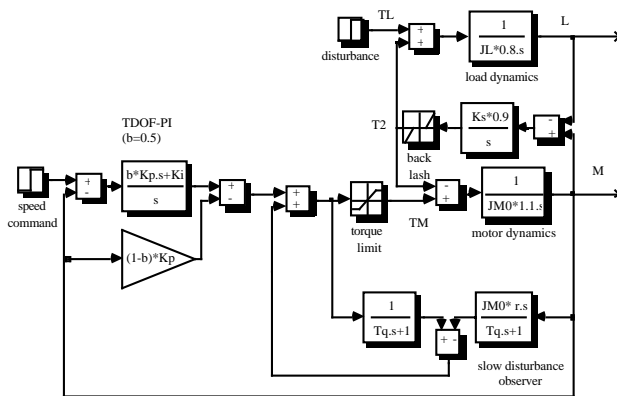 TL
L
disturbance
+
+
1
JL*0.8.s
load dynamics
TDOF-PI
(b=0.5)
T2
back
lash
Ks*0.9
s
-
+
M
speed
command
+
-
b*Kp.s+Ki
s
+
-
+
+
torque
limit
TM
-
+
1
JM0*1.1.s
motor dynamics
(1-b)*Kp
1
Tq.s+1
+ -
JM0* r.s
Tq.s+1
slow disturbance
observer